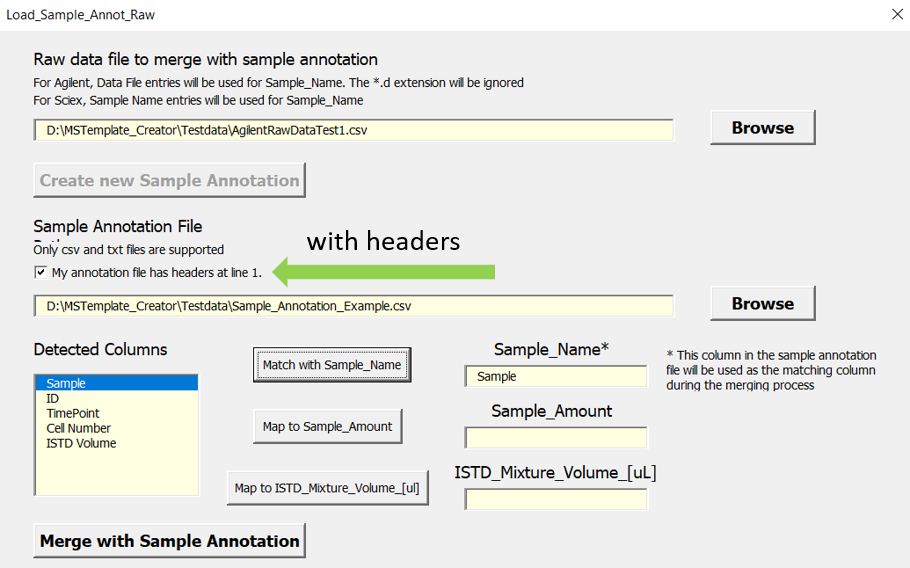 Load_Sample_Annot_Raw
Raw data file to merge with sample annotation
For Agilent, Data File entries will be used for Sample_Name. The *.d extension will be ignored
For Sciex, Sample Name entries will be used for Sample_Name
D:\MSTemplate_Creator\Testdata\AgilentRawDataTest1.csv
Browse
Create new Sample Annotation
Sample Annotation File
Only csv and txt files are supported
with headers
My annotation file has headers at line 1.
D:\MSTemplate_Creator\Testdata\Sample_Annotation_Example.csv
Browse
Detected Columns
Sample
ID
TimePoint
Cell Number
ISTD Volume
Match with Sample_Name
Map to Sample_Amount
Map to ISTD_Mixture_Volume_[ul]
Sample_Name*
Sample
Sample_Amount
ISTD_Mixture_Volume_[uL]
* This column in the sample annotation
file will be used as the matching column
during the merging process
Merge with Sample Annotation